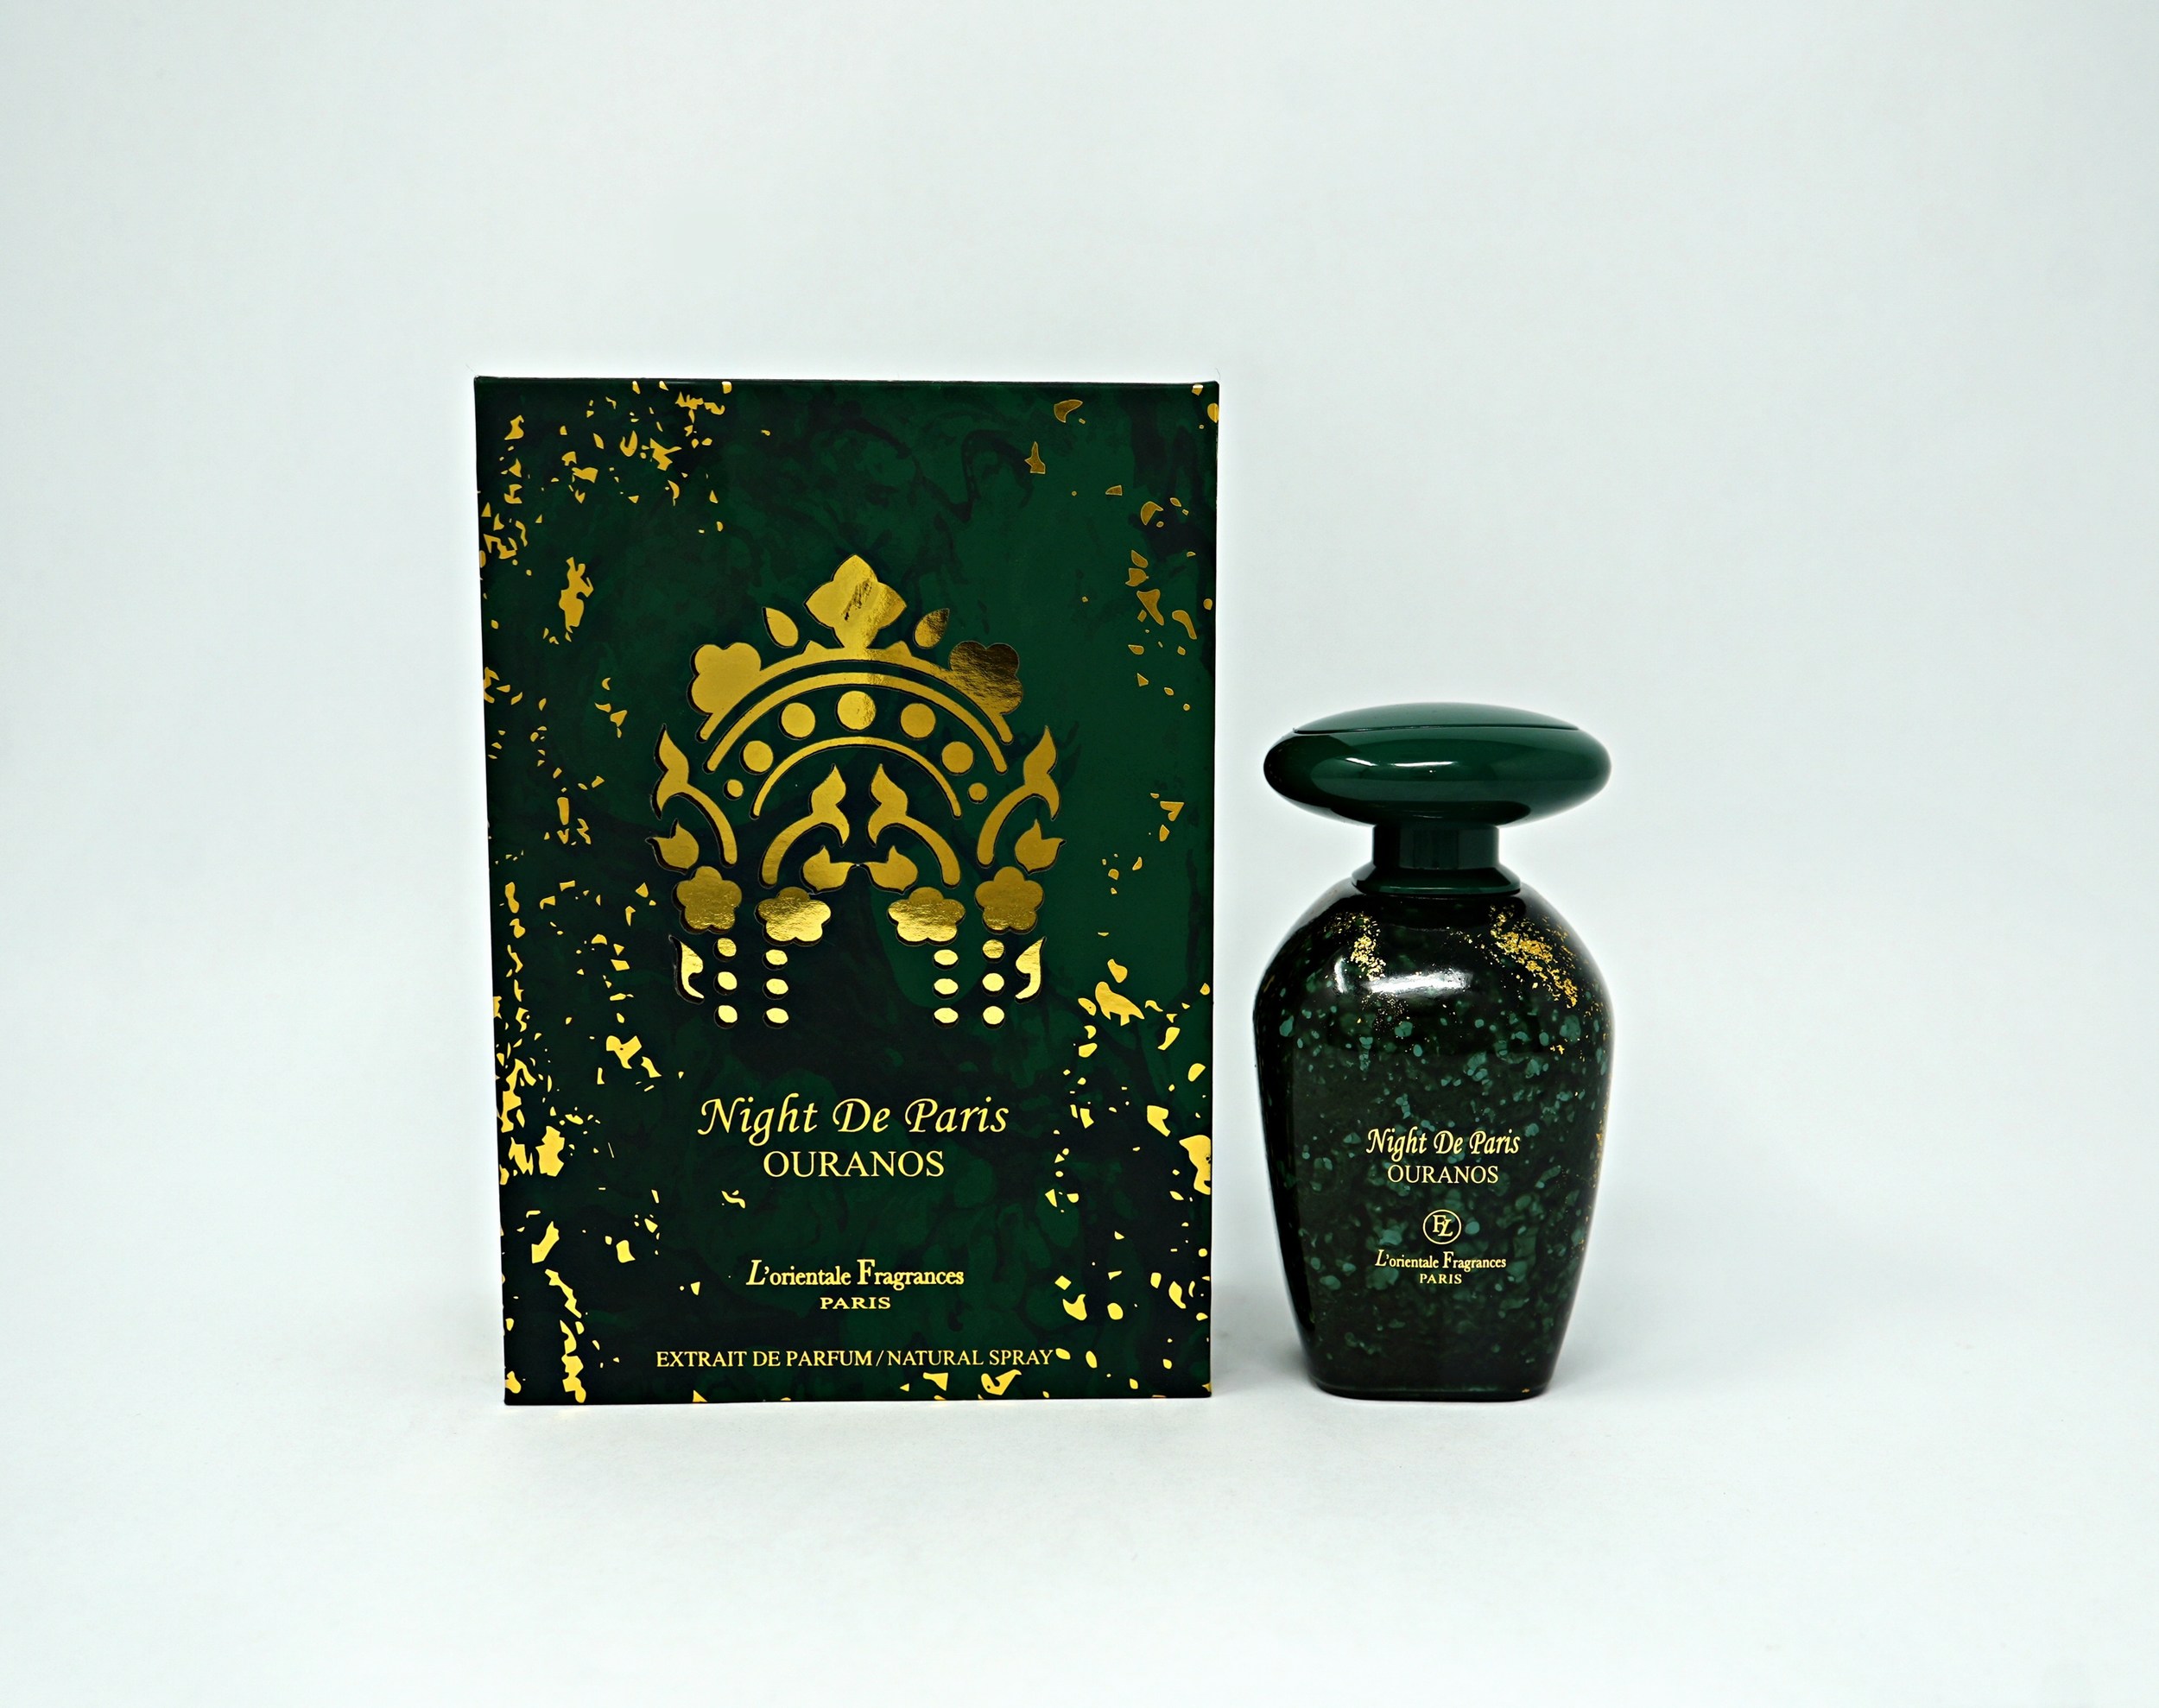 Night De Paris
OURANOS
L'orientale Fragrances
PARIS
EXTRAIT DE PARFUM / NATURAL SPRAY
Night De Paris
OURANOS
FL
L'orientale Fragrances
PARIS